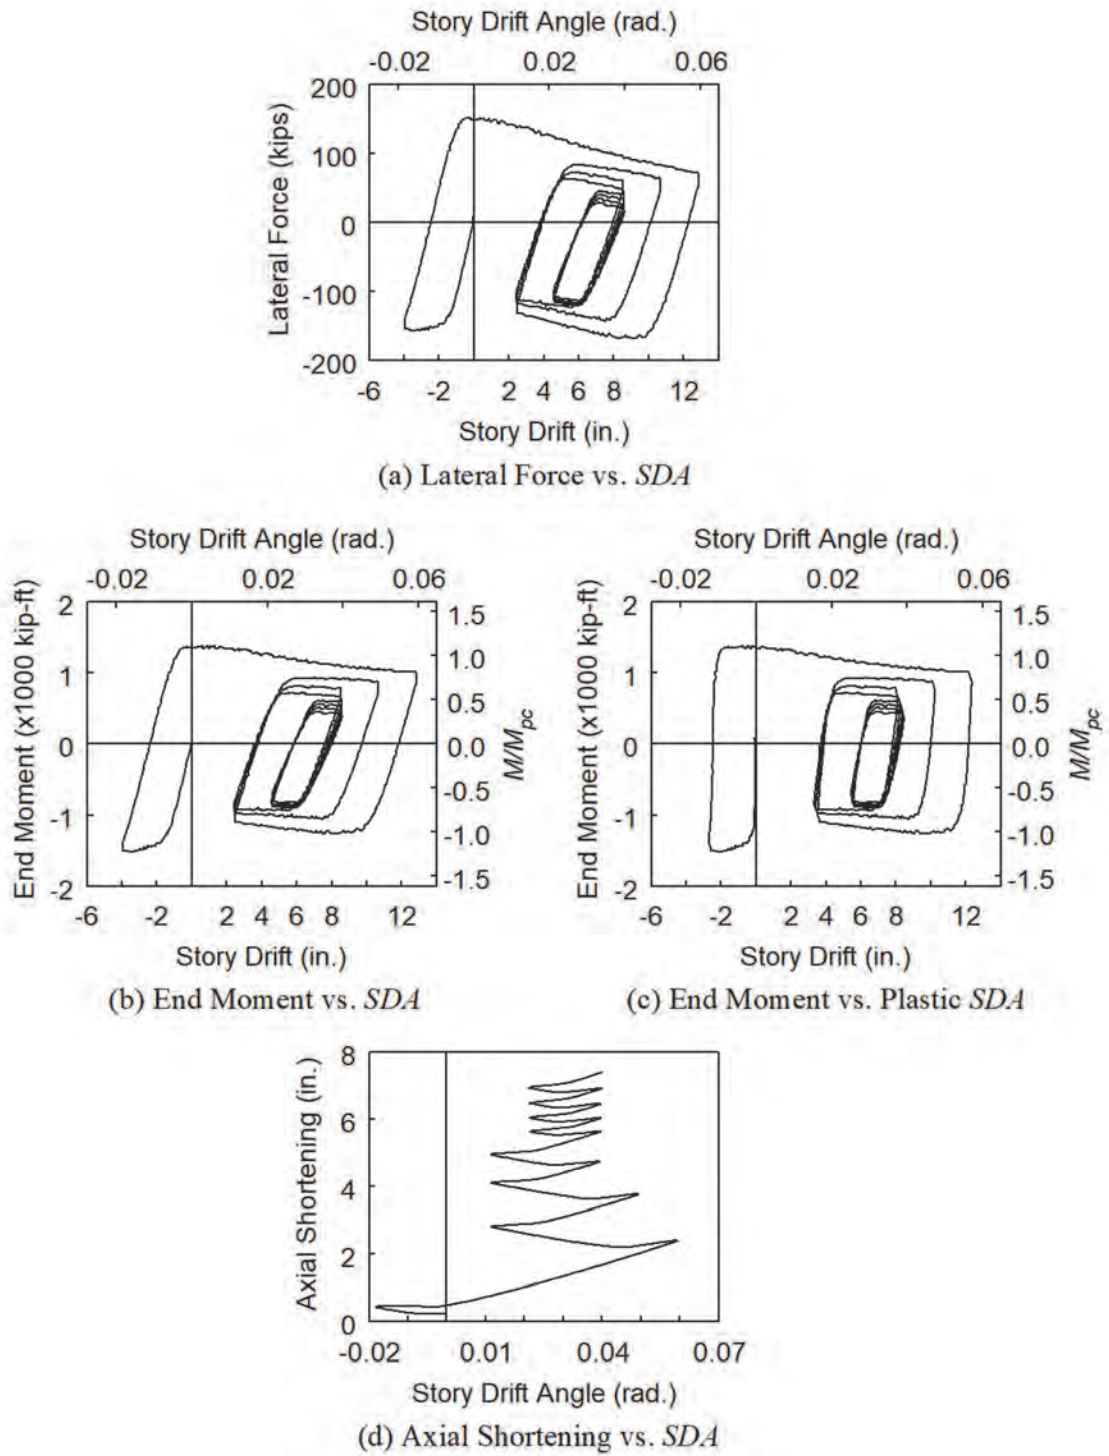 Story Drift Angle (rad.)
-0.02 0.02 0.06
200
100
0
-100
-200
Lateral Force (kips)
-6 -2 2 4 6 8 12
Story Drift (in.)
(a) Lateral Force vs. SDA
Story Drift Angle (rad.)
-0.02 0.02 0.06
2
1
0
-1
-2
End Moment (x1000 kip-ft)
1.5
1.0
0.5
0.0
-0.5
-1.0
-1.5
M/Mpc
-6 -2 2 4 6 8 12
Story Drift (in.)
(b) End Moment vs. SDA
Story Drift Angle (rad.)
-0.02 0.02 0.06
2
1
0
-1
-2
End Moment (x1000 kip-ft)
1.5
1.0
0.5
0.0
-0.5
-1.0
-1.5
M/Mpc
-6 -2 2 4 6 8 12
Story Drift (in.)
(c) End Moment vs. Plastic SDA
8
6
4
2
0
Axial Shortening (in.)
-0.02 0.01 0.04 0.07
Story Drift Angle (rad.)
(d) Axial Shortening vs. SDA